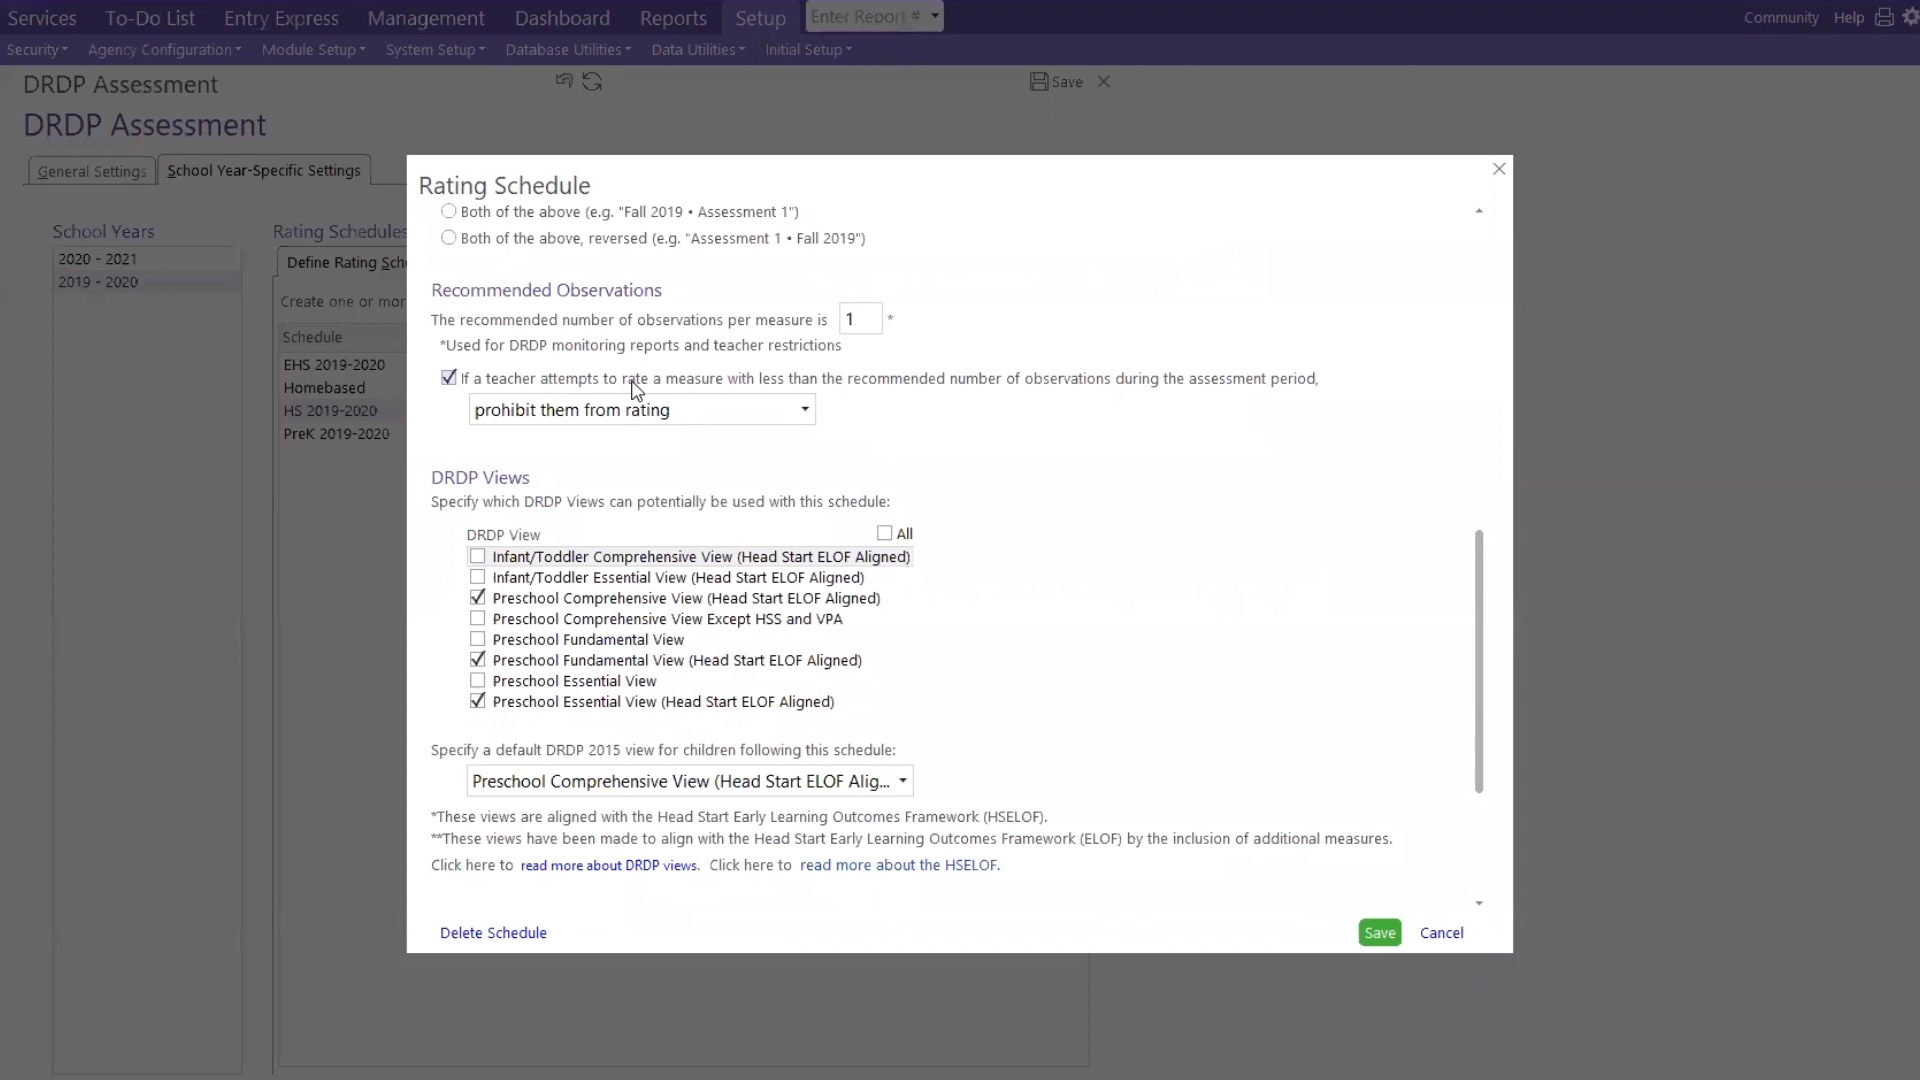 Services To-Do List Entry Express Management Dashboard Reports Setup Enter Report # Community Help
Security Agency Configuration Module Setup System Setup Database Utilities Data Utilities Initial Setup
DRDP Assessment Save
DRDP Assessment
General Settings School Year-Specific Settings
School Years
2020 - 2021
2019 - 2020
Rating Schedules
Define Rating Sch
Create one or mor
Schedule
EHS 2019-2020
Homebased
HS 2019-2020
PreK 2019-2020
Rating Schedule
Both of the above (e.g. "Fall 2019 • Assessment 1")
Both of the above, reversed (e.g. "Assessment 1 • Fall 2019")
Recommended Observations
The recommended number of observations per measure is 1 *
*Used for DRDP monitoring reports and teacher restrictions
If a teacher attempts to rate a measure with less than the recommended number of observations during the assessment period,
prohibit them from rating
DRDP Views
Specify which DRDP Views can potentially be used with this schedule:
DRDP View All
Infant/Toddler Comprehensive View (Head Start ELOF Aligned)
Infant/Toddler Essential View (Head Start ELOF Aligned)
Preschool Comprehensive View (Head Start ELOF Aligned)
Preschool Comprehensive View Except HSS and VPA
Preschool Fundamental View
Preschool Fundamental View (Head Start ELOF Aligned)
Preschool Essential View
Preschool Essential View (Head Start ELOF Aligned)
Specify a default DRDP 2015 view for children following this schedule:
Preschool Comprehensive View (Head Start ELOF Alig...
*These views are aligned with the Head Start Early Learning Outcomes Framework (HSELOF).
**These views have been made to align with the Head Start Early Learning Outcomes Framework (ELOF) by the inclusion of additional measures.
Click here to read more about DRDP views. Click here to read more about the HSELOF.
Delete Schedule Save Cancel